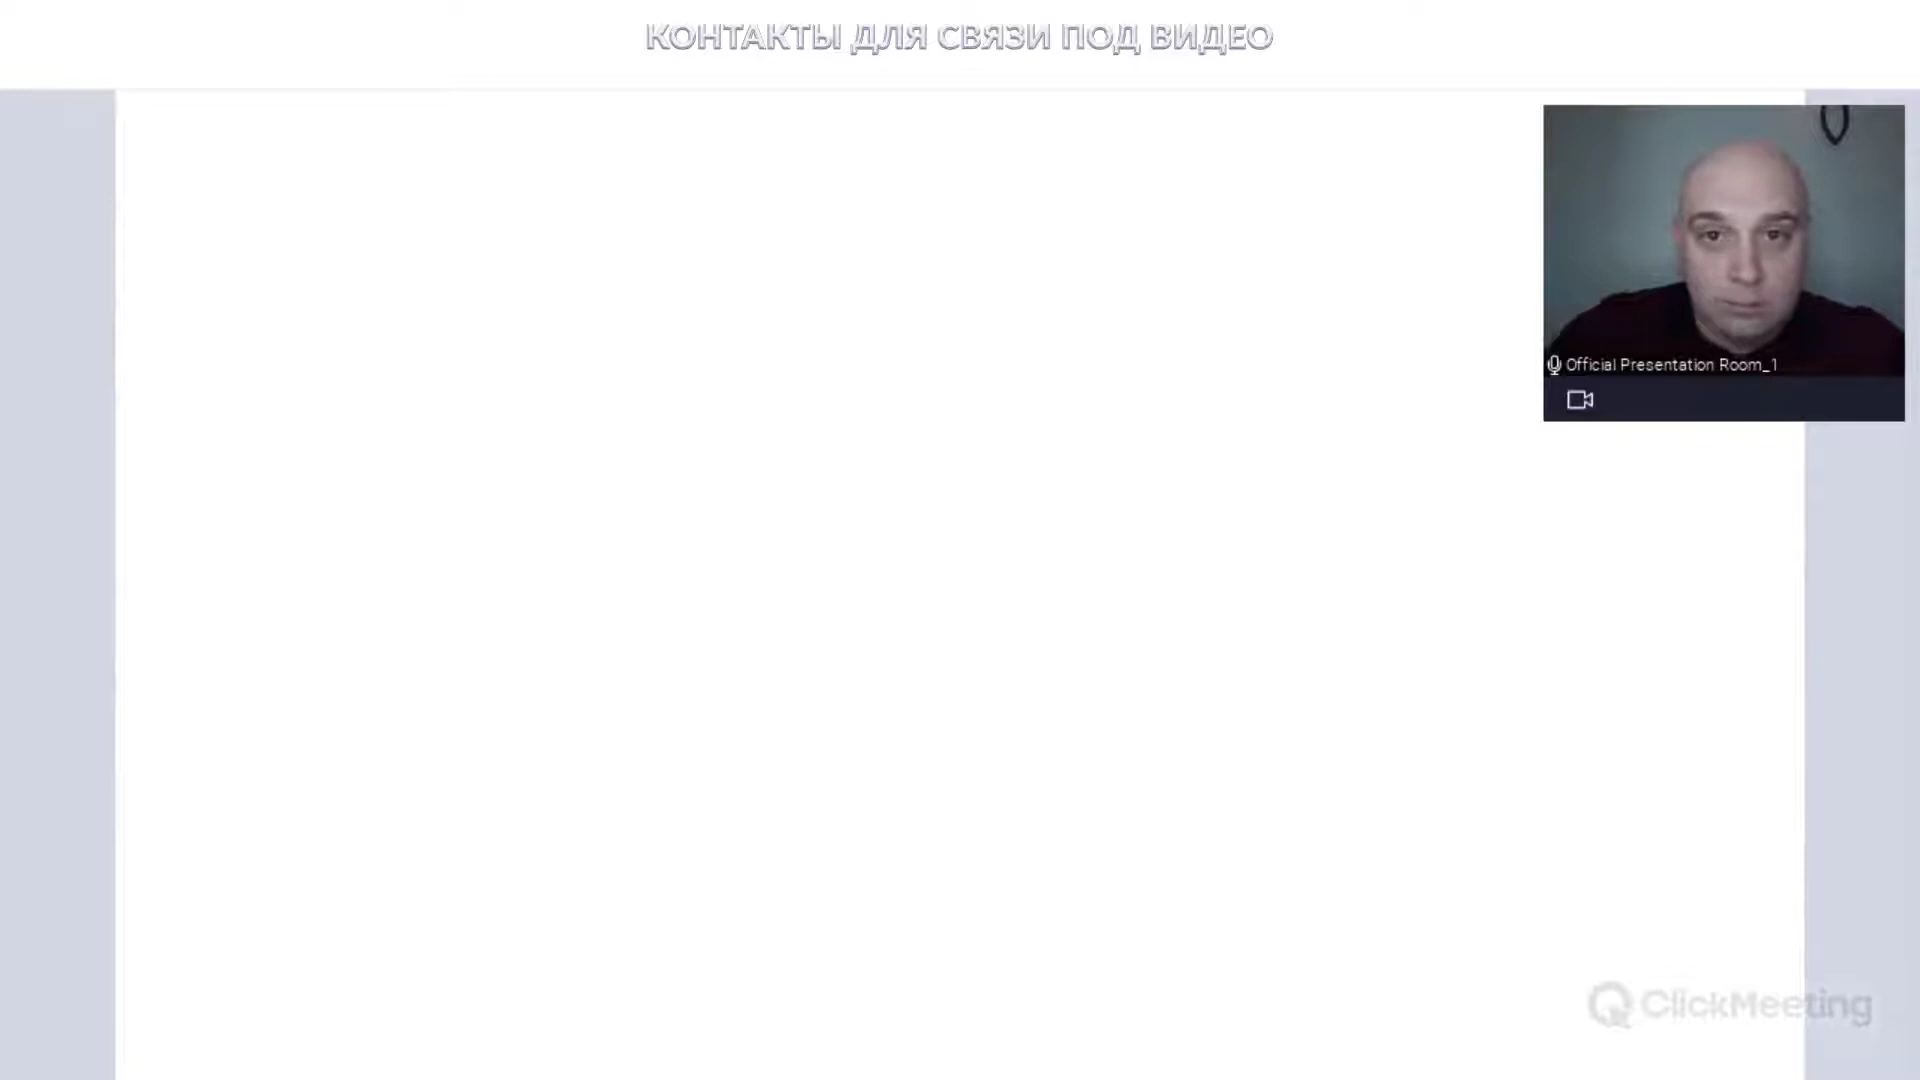 КОНТАКТЫ ДЛЯ СВЯЗИ ПОД ВИДЕО
Official Presentation Room_1
ClickMeeting